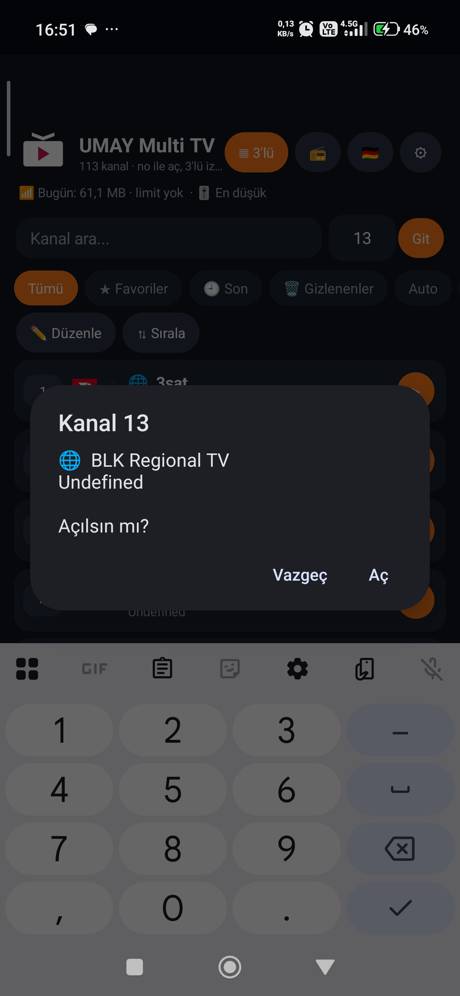 16:51
0,13 KB/s
Vo LTE
4.5G
46%
UMAY Multi TV
3'lü
113 kanal · no ile aç, 3'lü iz...
Bugün: 61,1 MB · limit yok · En düşük
Kanal ara...
13
Git
Tümü
★ Favoriler
Son
Gizlenenler
Auto
Düzenle
Sırala
1
3sat
Kanal 13
BLK Regional TV
Undefined
Açılsın mı?
Vazgeç
Aç
Undefined
GIF
1
2
3
–
4
5
6
7
8
9
,
0
.